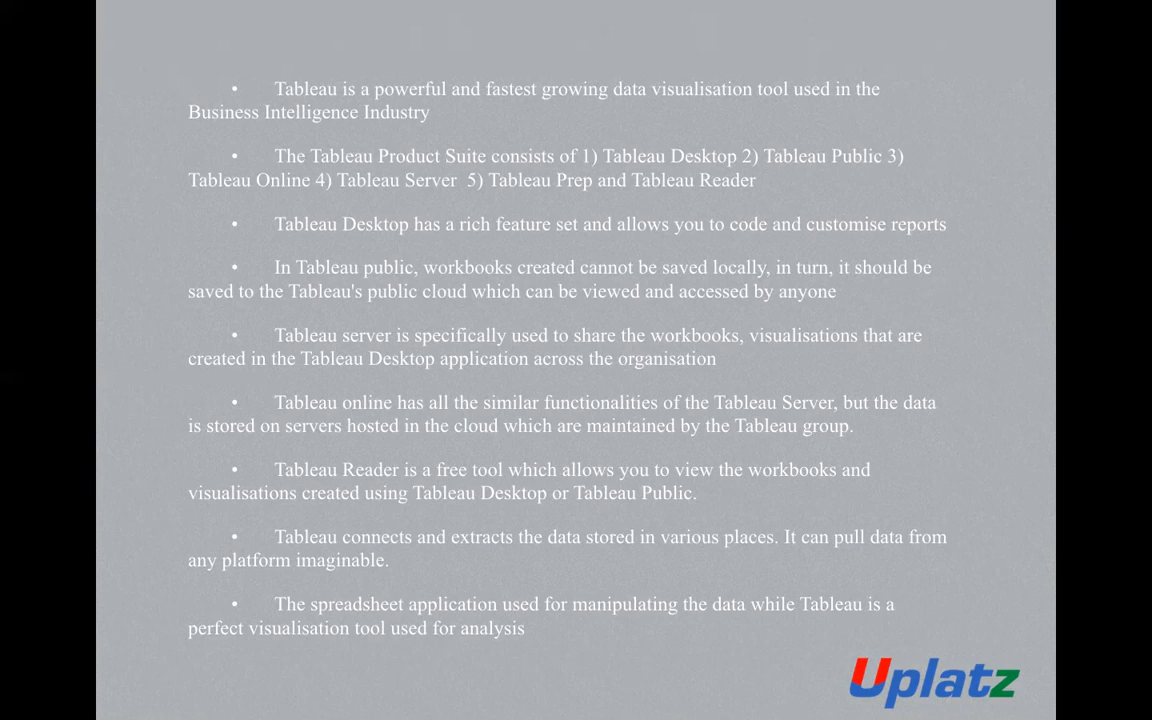 • Tableau is a powerful and fastest growing data visualisation tool used in the
Business Intelligence Industry
• The Tableau Product Suite consists of 1) Tableau Desktop 2) Tableau Public 3)
Tableau Online 4) Tableau Server  5) Tableau Prep and Tableau Reader
• Tableau Desktop has a rich feature set and allows you to code and customise reports
• In Tableau public, workbooks created cannot be saved locally, in turn, it should be
saved to the Tableau's public cloud which can be viewed and accessed by anyone
• Tableau server is specifically used to share the workbooks, visualisations that are
created in the Tableau Desktop application across the organisation
• Tableau online has all the similar functionalities of the Tableau Server, but the data
is stored on servers hosted in the cloud which are maintained by the Tableau group.
• Tableau Reader is a free tool which allows you to view the workbooks and
visualisations created using Tableau Desktop or Tableau Public.
• Tableau connects and extracts the data stored in various places. It can pull data from
any platform imaginable.
• The spreadsheet application used for manipulating the data while Tableau is a
perfect visualisation tool used for analysis
Uplatz